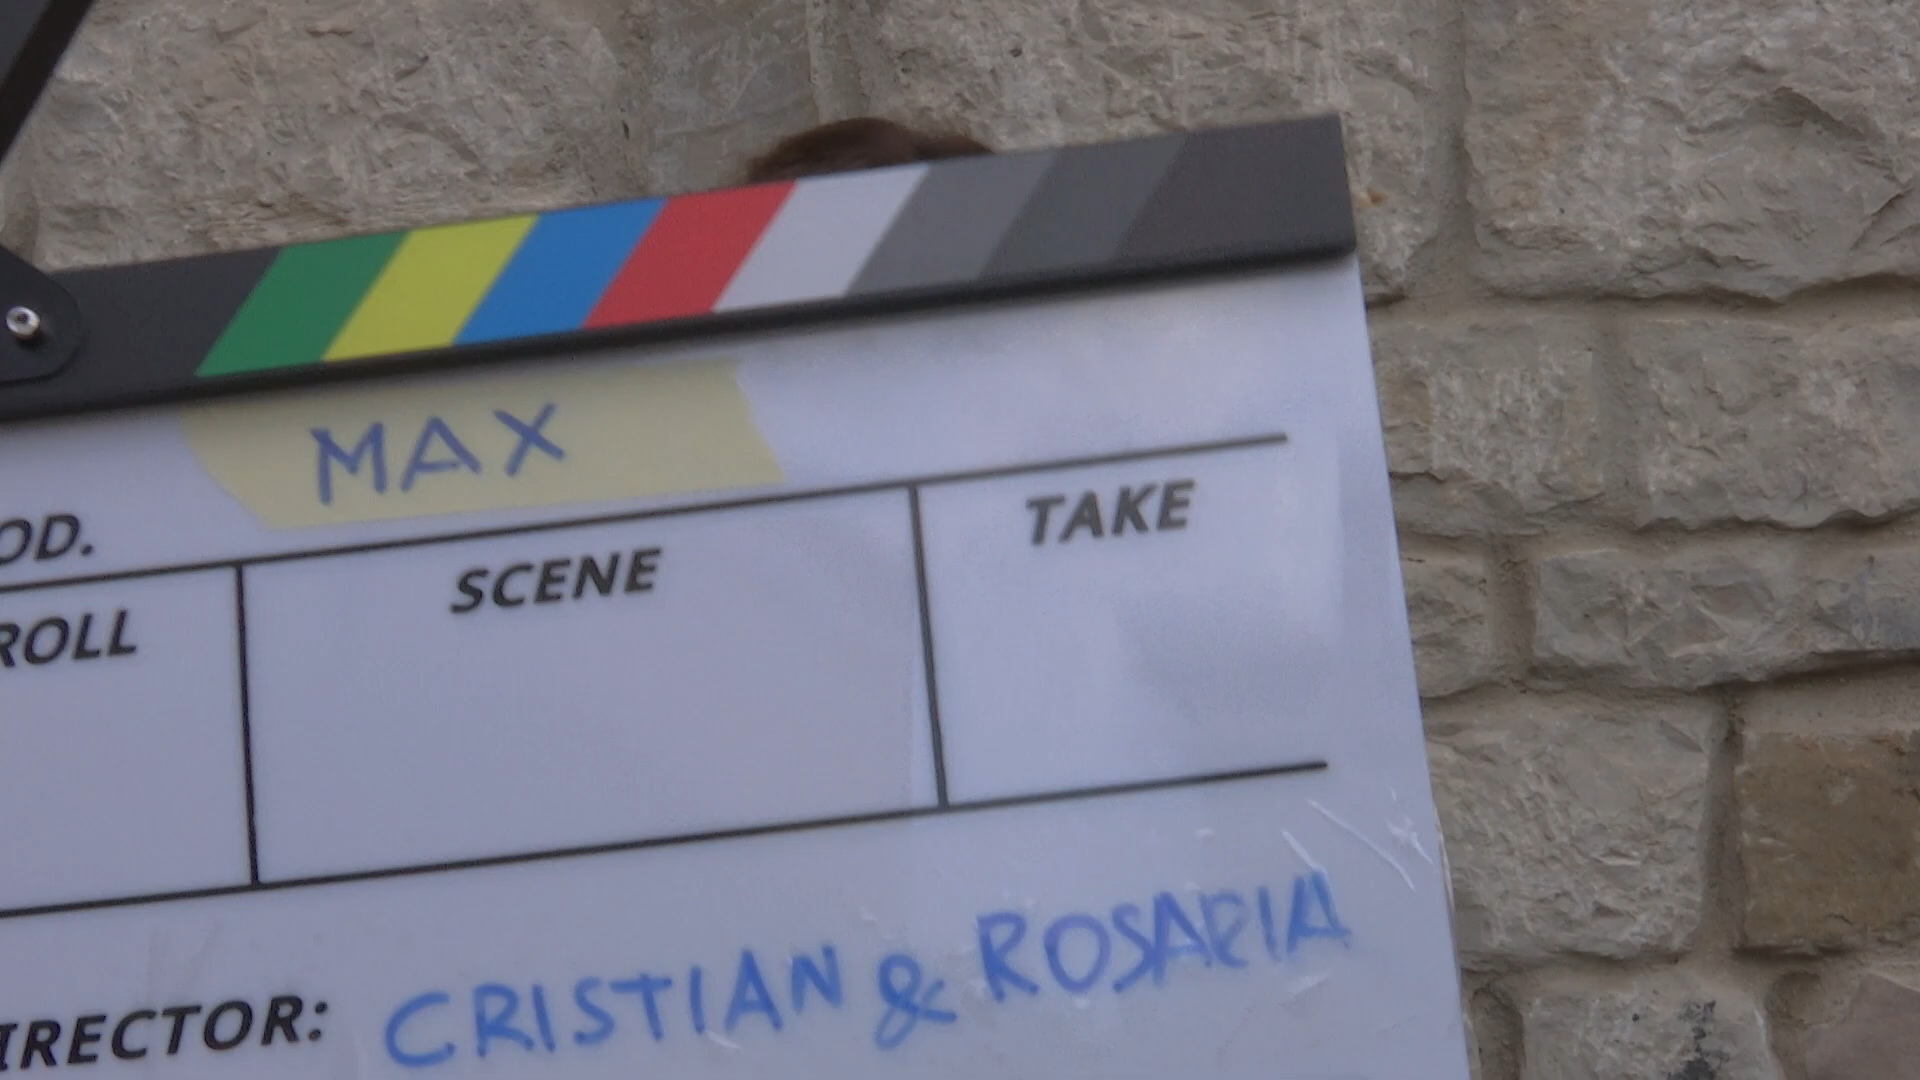 MAX
OD.
ROLL SCENE TAKE
IRECTOR: CRISTIAN & ROSARIA